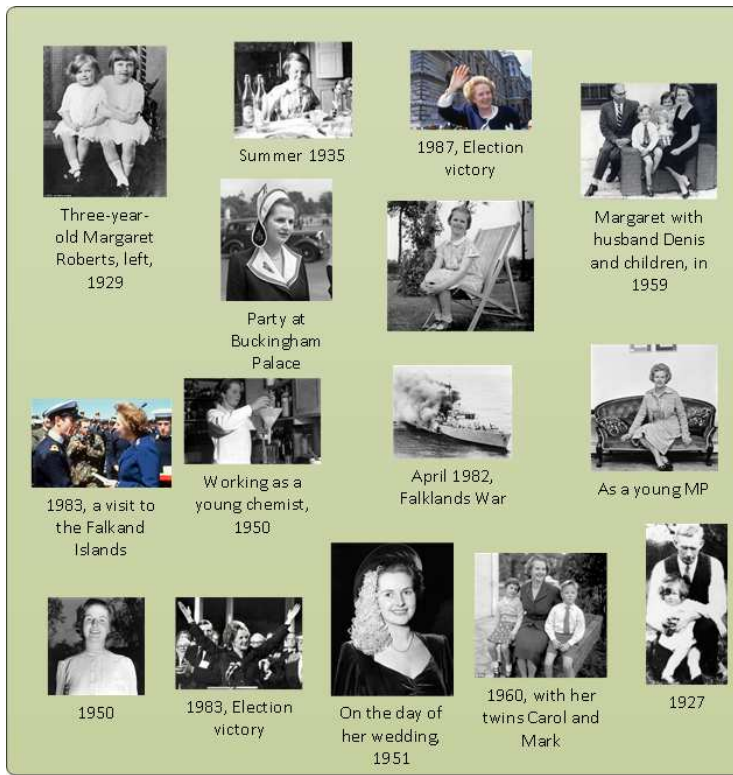 Three-year-
old Margaret
Roberts, left,
1929
Summer 1935
1987, Election
victory
Margaret with
husband Denis
and children, in
1959
Party at
Buckingham
Palace
1983, a visit to
the Falkand
Islands
Working as a
young chemist,
1950
April 1982,
Falklands War
As a young MP
1950
1983, Election
victory
On the day of
her wedding,
1951
1960, with her
twins Carol and
Mark
1927